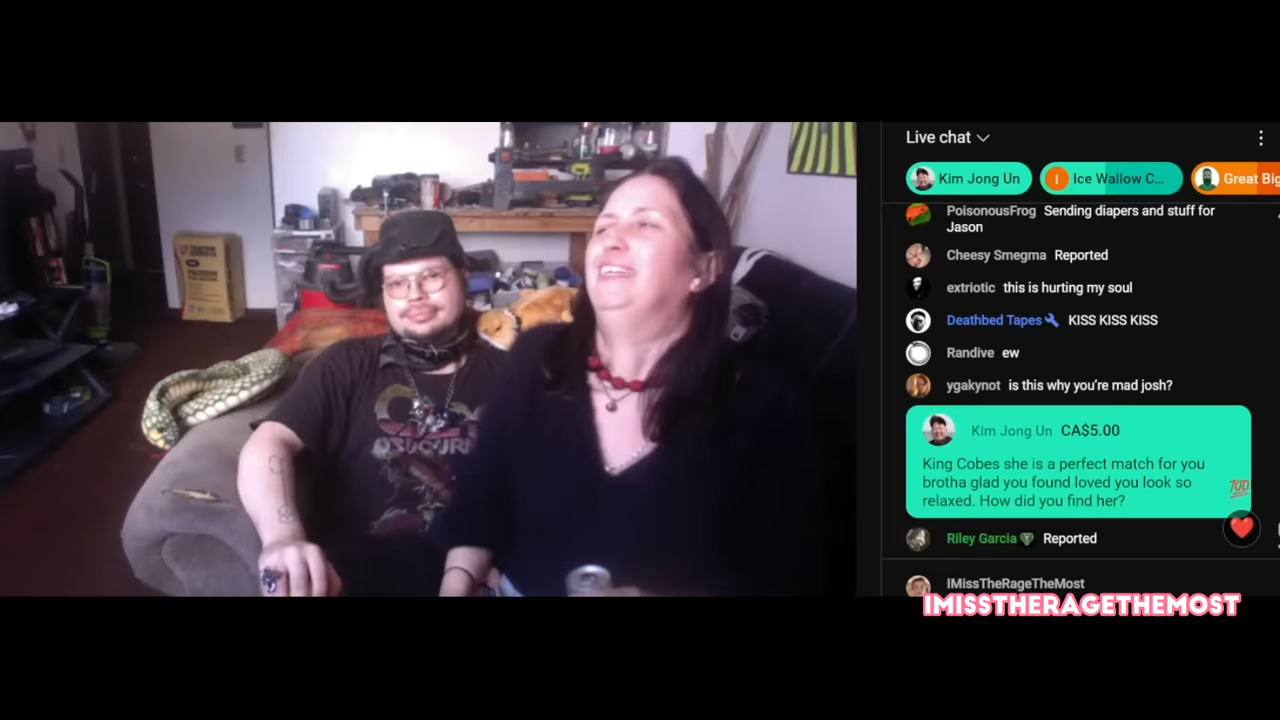 Live chat
Kim Jong Un
I
Ice Wallow C...
Great Big
PoisonousFrog Sending diapers and stuff for
Jason
Cheesy Smegma Reported
extriotic this is hurting my soul
Deathbed Tapes KISS KISS KISS
Randive ew
ygakynot is this why you're mad josh?
Kim Jong Un CA$5.00
King Cobes she is a perfect match for you
brotha glad you found loved you look so
relaxed. How did you find her?
100
Riley Garcia Reported
IMissTheRageTheMost
IMISSTHERAGETHEMOST
OZZY
OSBOURNE